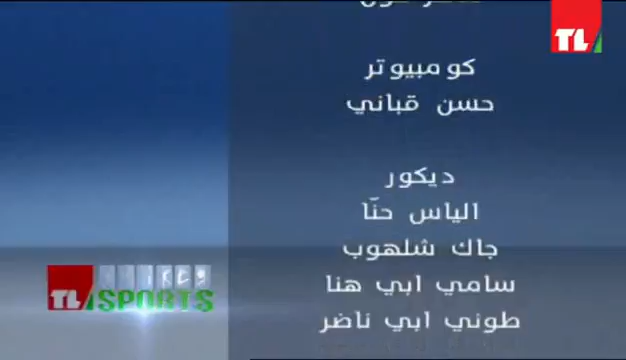 TL
كومبيوتر
حسن قباني
ديكور
الياس حنّا
جاك شلهوب
سامي ابي هنا
طوني ابي ناضر
TL SPORTS